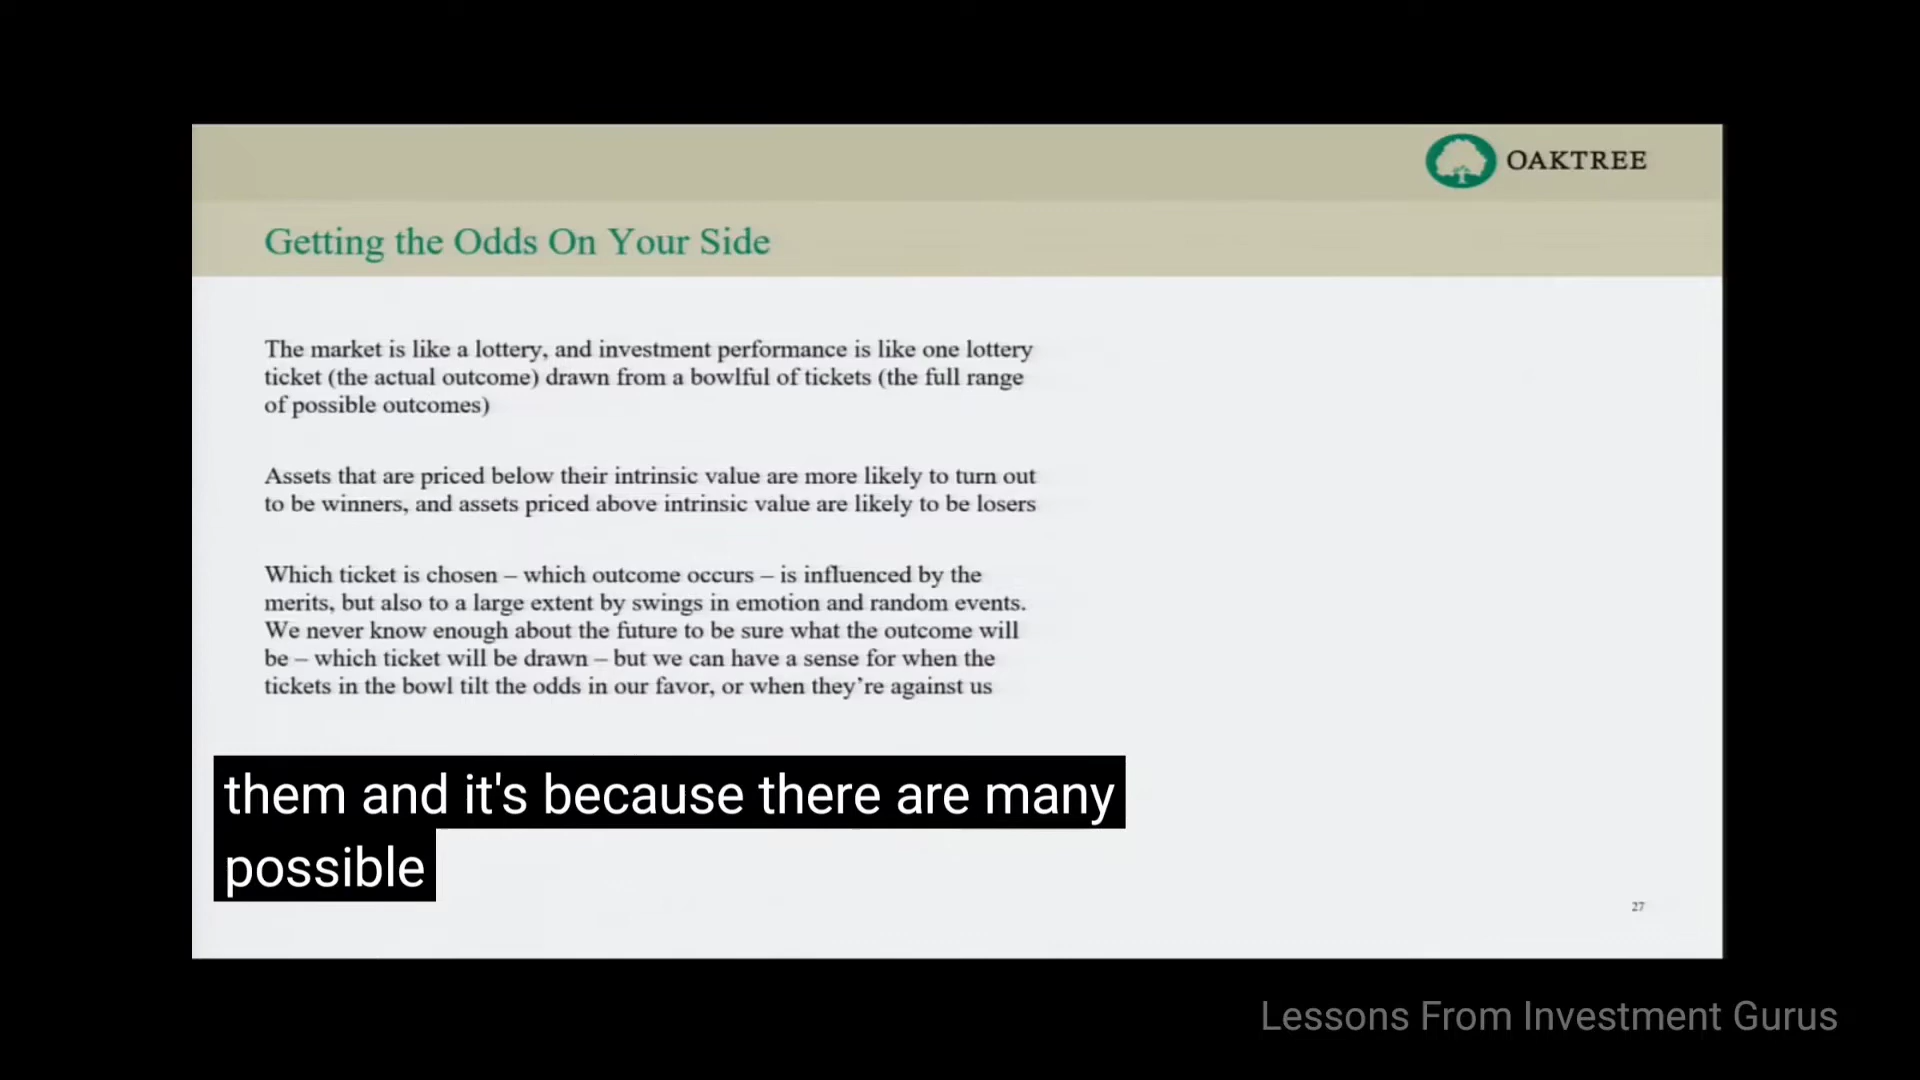 OAKTREE
Getting the Odds On Your Side
The market is like a lottery, and investment performance is like one lottery
ticket (the actual outcome) drawn from a bowlful of tickets (the full range
of possible outcomes)
Assets that are priced below their intrinsic value are more likely to turn out
to be winners, and assets priced above intrinsic value are likely to be losers
Which ticket is chosen – which outcome occurs – is influenced by the
merits, but also to a large extent by swings in emotion and random events.
We never know enough about the future to be sure what the outcome will
be – which ticket will be drawn – but we can have a sense for when the
tickets in the bowl tilt the odds in our favor, or when they’re against us
them and it's because there are many
possible
27
Lessons From Investment Gurus